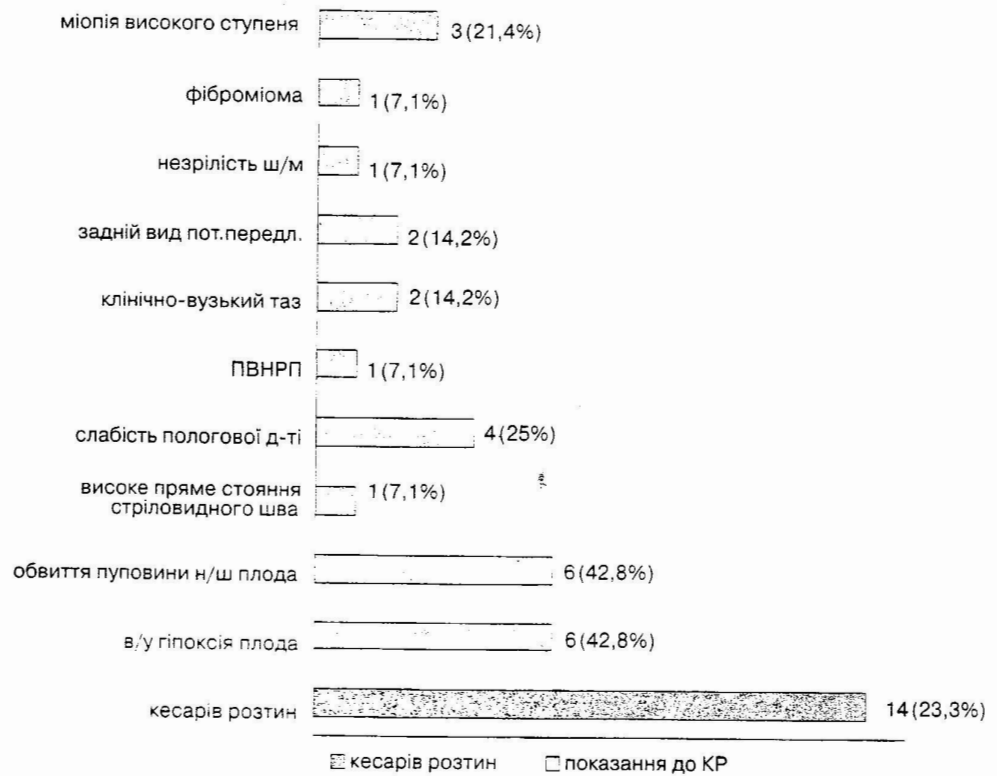 міопія високого ступеня 3(21,4%)
фіброміома 1(7,1%)
незрілість ш/м 1(7,1%)
задній вид пот.передл. 2(14,2%)
клінічно-вузький таз 2(14,2%)
ПВНРП 1(7,1%)
слабість пологової д-ті 4(25%)
високе пряме стояння 1(7,1%)
стріловидного шва
обвиття пуповини н/ш плода 6(42,8%)
в/у гіпоксія плода 6(42,8%)
кесарів розтин 14(23,3%)
кесарів розтин показання до КР